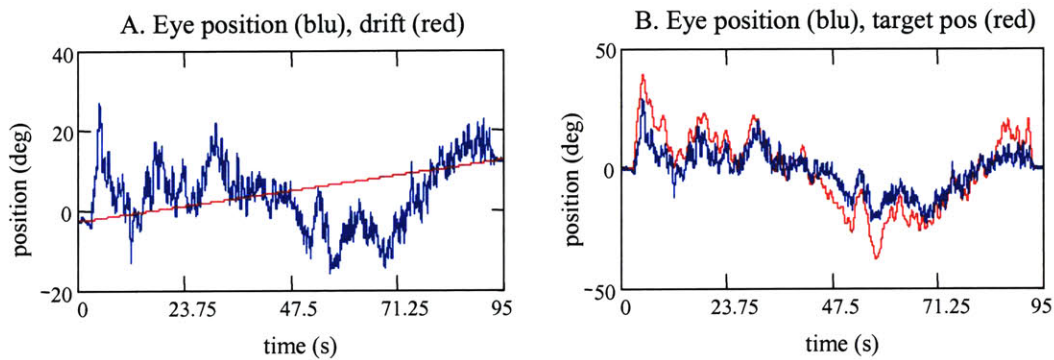 A. Eye position (blu), drift (red)
40
20
0
−20
position (deg)
0 23.75 47.5 71.25 95
time (s)
B. Eye position (blu), target pos (red)
50
0
−50
position (deg)
0 23.75 47.5 71.25 95
time (s)